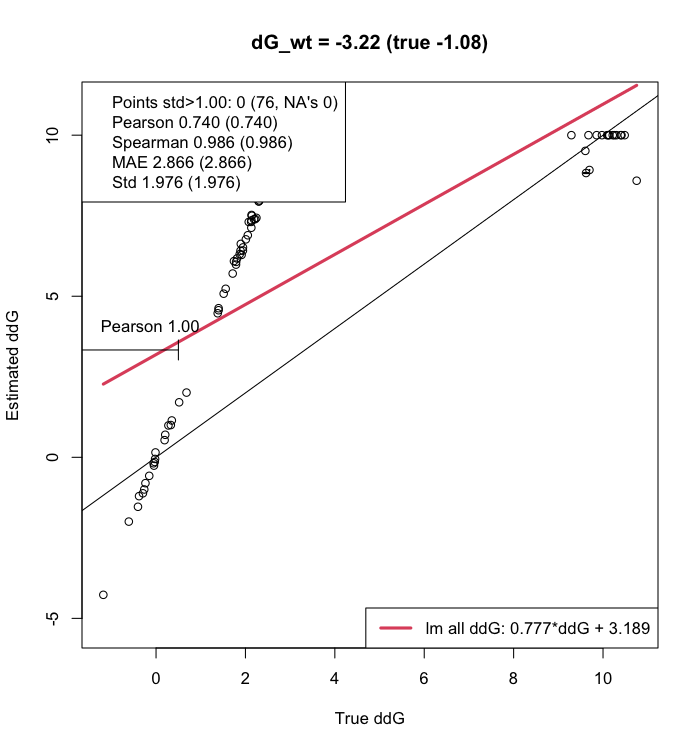 dG_wt = -3.22 (true -1.08)
Points std>1.00: 0 (76, NA's 0)
Pearson 0.740 (0.740)
Spearman 0.986 (0.986)
MAE 2.866 (2.866)
Std 1.976 (1.976)
10
5
0
-5
Estimated ddG
Pearson 1.00
lm all ddG: 0.777*ddG + 3.189
0 2 4 6 8 10
True ddG